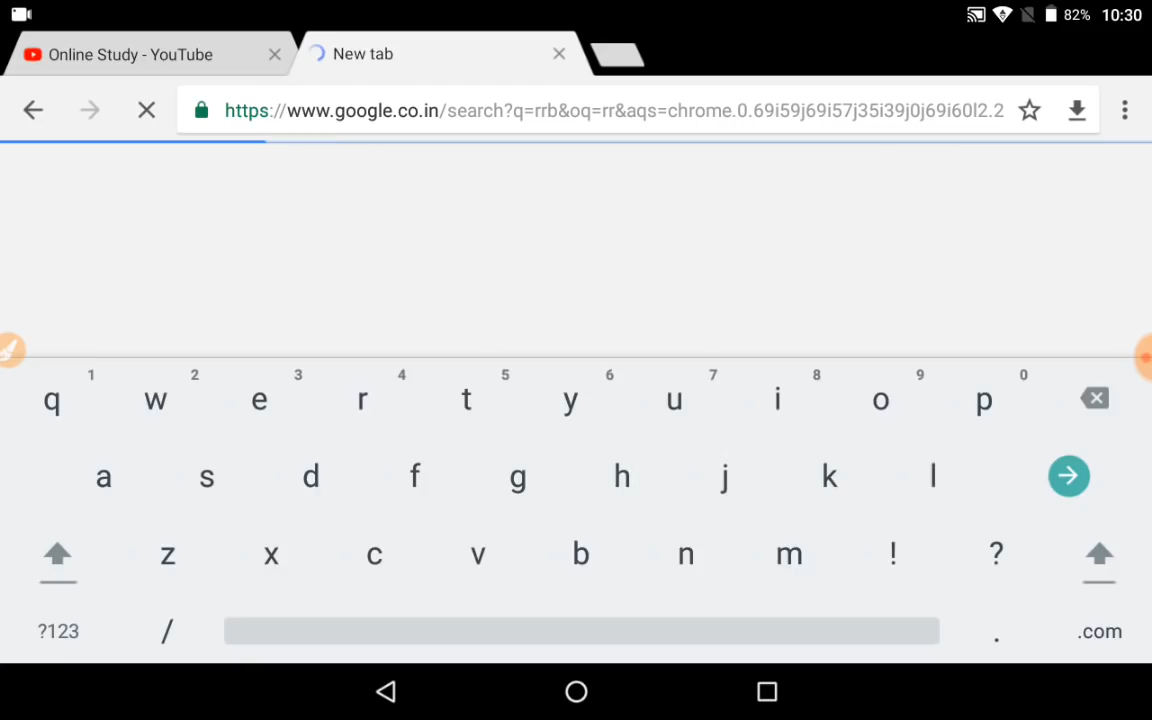 82% 10:30
Online Study - YouTube
New tab
https://www.google.co.in/search?q=rrb&oq=rr&aqs=chrome.0.69i59j69i57j35i39j0j69i60l2.2
1 2 3 4 5 6 7 8 9 0
q w e r t y u i o p
a s d f g h j k l
z x c v b n m ! ?
?123 / . .com